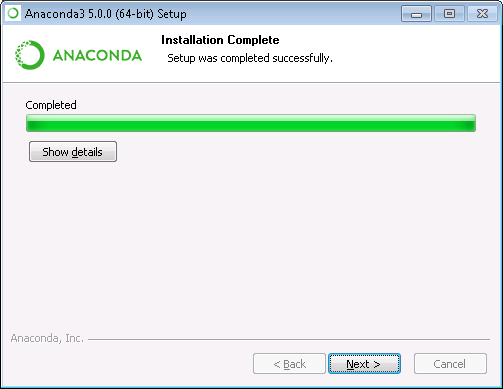 Anaconda3 5.0.0 (64-bit) Setup
ANACONDA
Installation Complete
Setup was completed successfully.
Completed
Show details
Anaconda, Inc.
< Back
Next >
Cancel